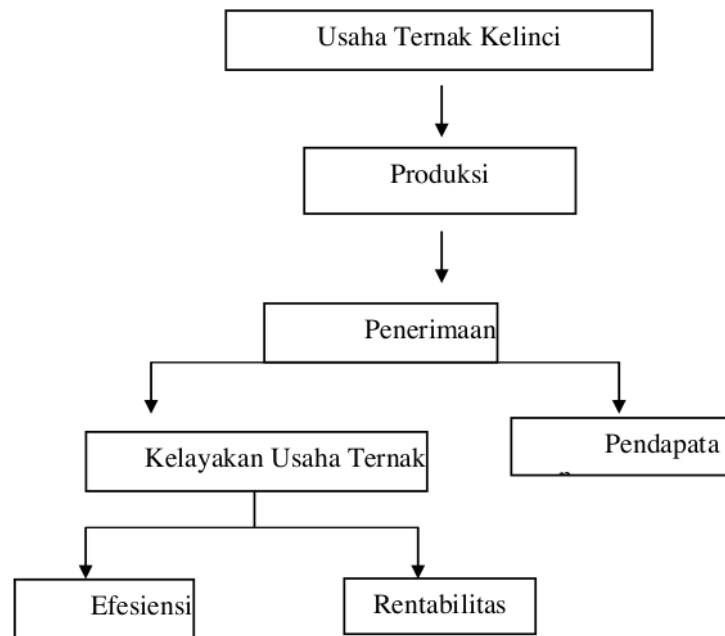 Usaha Ternak Kelinci
Produksi
Penerimaan
Kelayakan Usaha Ternak
Pendapata
n
Efesiensi
Rentabilitas